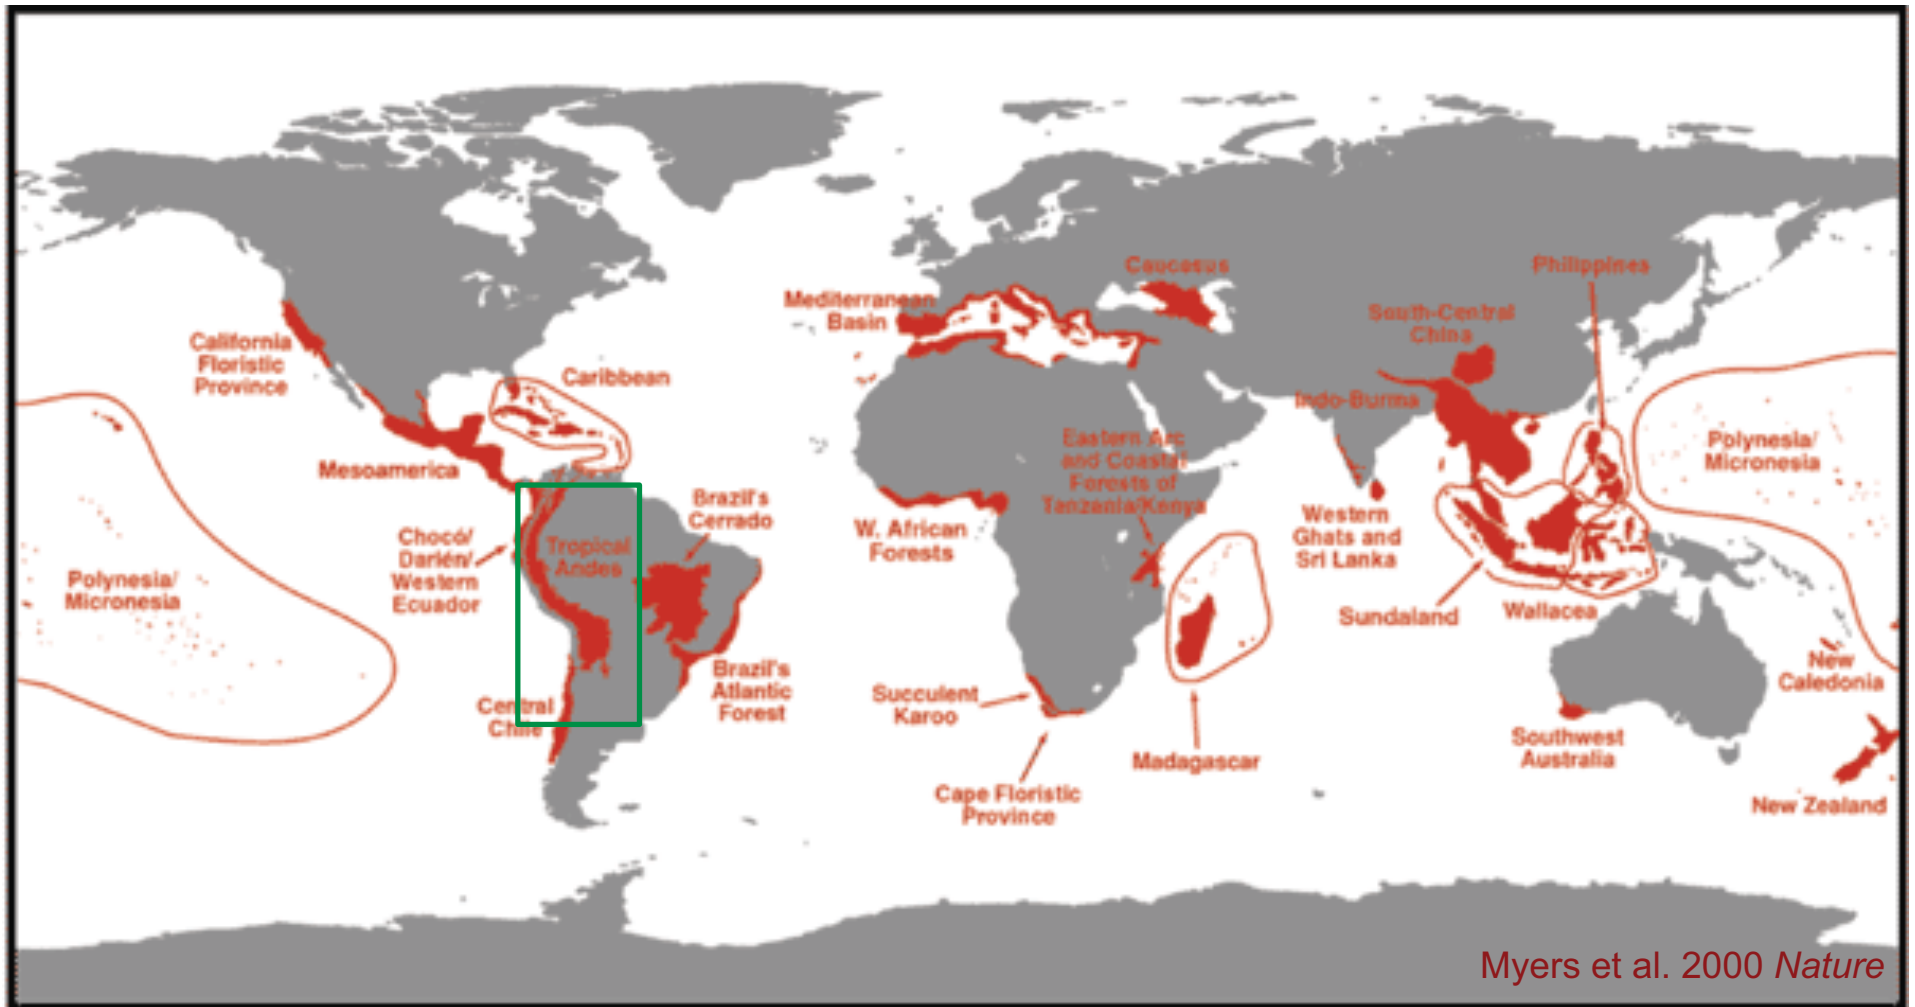 Philippines
Caucasus
Mediterranean
Basin
South-Central
China
California
Floristic
Province
Caribbean
Indo-Burma
Eastern Arc
and Coastal
Forests of
Tanzania/Kenya
Polynesia/
Micronesia
Mesoamerica
Brazil's
Cerrado
W. African
Forests
Western
Ghats and
Sri Lanka
Chocó/
Darién/
Western
Ecuador
Tropical
Andes
Polynesia/
Micronesia
Sundaland
Wallacea
Brazil's
Atlantic
Forest
Central
Chile
Succulent
Karoo
New
Caledonia
Madagascar
Southwest
Australia
Cape Floristic
Province
New Zealand
Myers et al. 2000 Nature